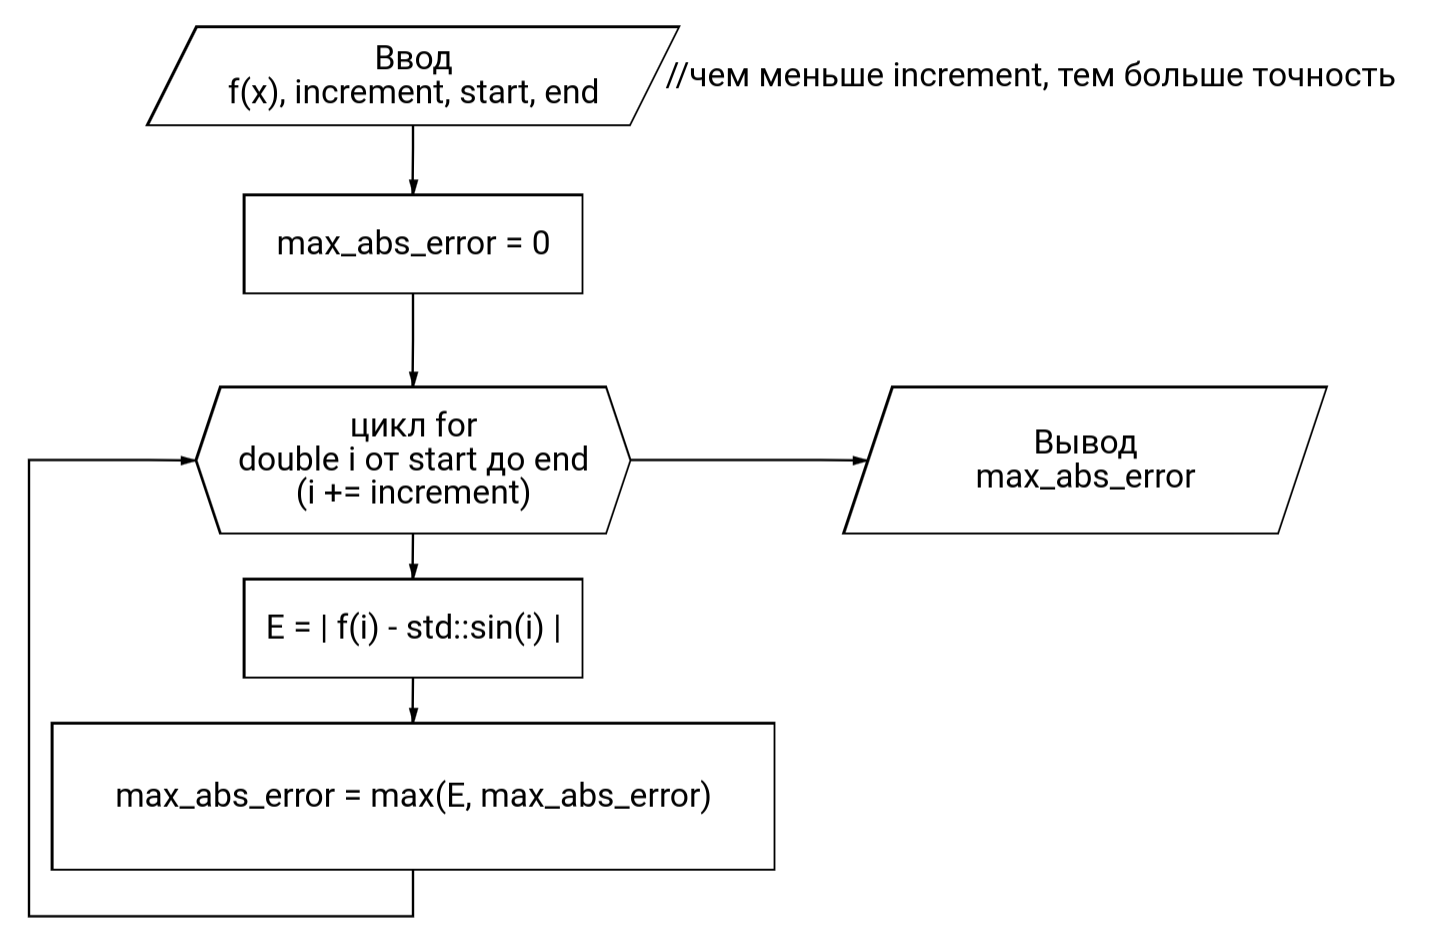 Ввод
f(x), increment, start, end
//чем меньше increment, тем больше точность
max_abs_error = 0
цикл for
double i от start до end
(i += increment)
Вывод
max_abs_error
E = | f(i) - std::sin(i) |
max_abs_error = max(E, max_abs_error)